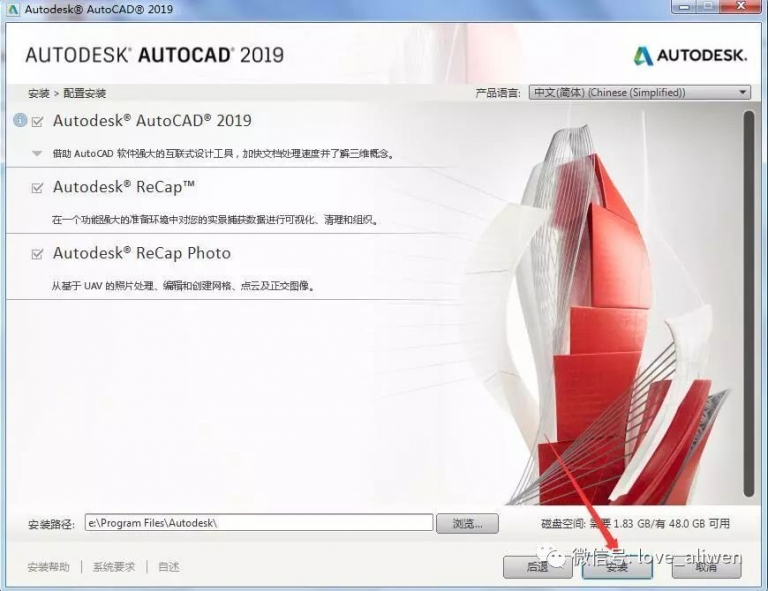 Autodesk® AutoCAD® 2019
AUTODESK® AUTOCAD® 2019
AUTODESK.
安装 > 配置安装
产品语言: 中文(简体) (Chinese (Simplified))
Autodesk® AutoCAD® 2019
借助 AutoCAD 软件强大的互联式设计工具，加快文档处理速度并了解三维概念。
Autodesk® ReCap™
在一个功能强大的准备环境中对您的实景捕获数据进行可视化、清理和组织。
Autodesk® ReCap Photo
从基于 UAV 的照片处理、编辑和创建网格、点云及正交图像。
安装路径: e:\Program Files\Autodesk\ 浏览...
磁盘空间: 需要 1.83 GB/有 48.0 GB 可用
微信号: love_aliwen
安装帮助 | 系统要求 | 自述
后退 安装 取消